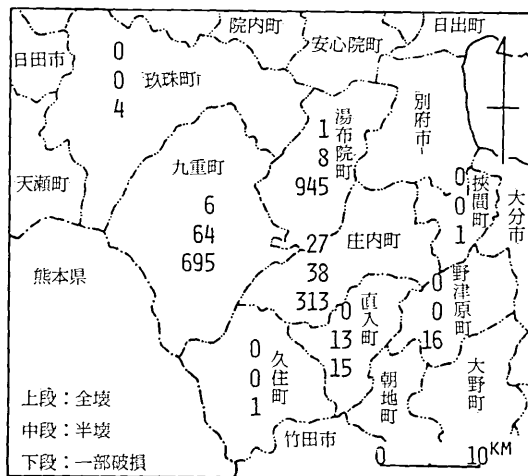 院内町
安心院町
日出町
日田市
0
0
4
玖珠町
湯布院町
1
8
945
別府市
九重町
6
64
695
天瀬町
挾間町
0
0
1
大分市
熊本県
庄内町
27
38
313
野津原町
0
0
16
直入町
0
13
15
久住町
0
0
1
朝地町
大野町
竹田市
上段：全壊
中段：半壊
下段：一部破損
0 10KM